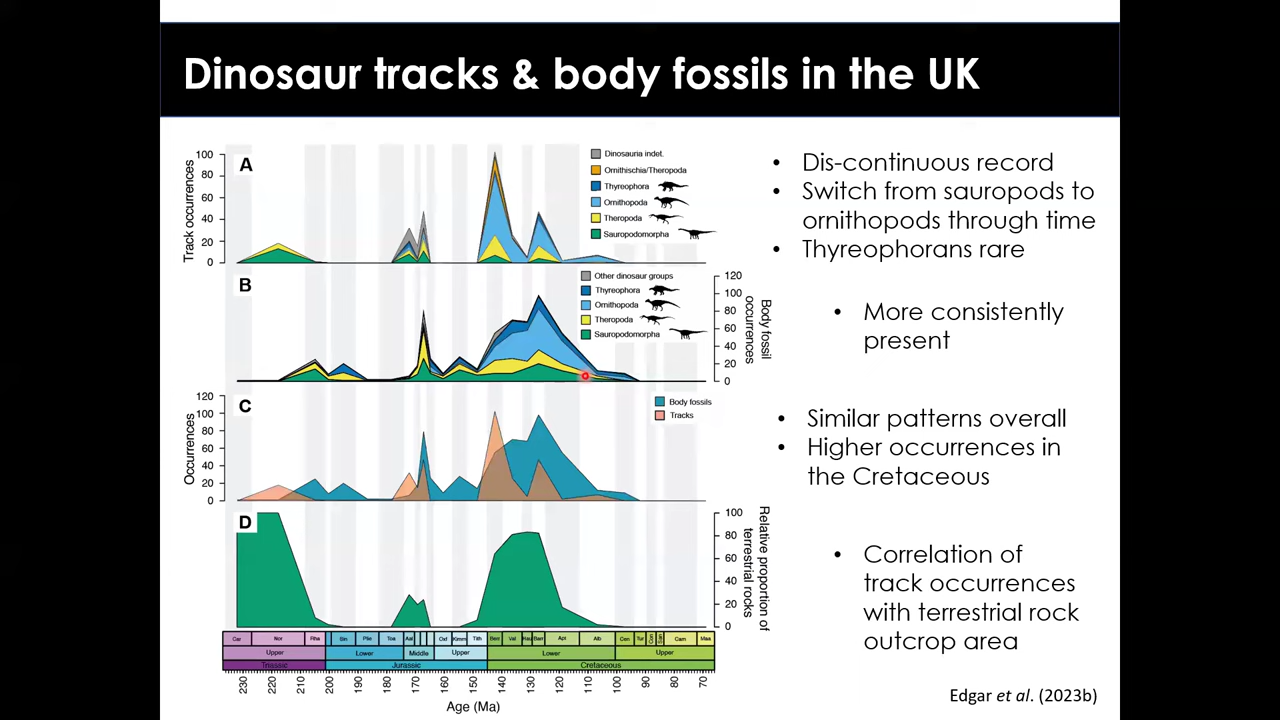 Dinosaur tracks & body fossils in the UK
A
Track occurrences
100
80
60
40
20
0
Dinosauria indet.
Ornithischia/Theropoda
Thyreophora
Ornithopoda
Theropoda
Sauropodomorpha
B
Other dinosaur groups
Thyreophora
Ornithopoda
Theropoda
Sauropodomorpha
120
100
80
60
40
20
0
Body fossil
occurrences
C
Occurrences
120
100
80
60
40
20
0
Body fossils
Tracks
D
100
80
60
40
20
0
Relative proportion of
terrestrial rocks
Car Nor Rha Sin Plie Toa Aal Oxf Kimm Tith Berr Val Hau Barr Apt Alb Cen Tur Con San Cam Maa
Upper Lower Middle Upper Lower Upper
Triassic Jurassic Cretaceous
230 220 210 200 190 180 170 160 150 140 130 120 110 100 90 80 70
Age (Ma)
• Dis-continuous record
• Switch from sauropods to
ornithopods through time
• Thyreophorans rare
• More consistently
present
• Similar patterns overall
• Higher occurrences in
the Cretaceous
• Correlation of
track occurrences
with terrestrial rock
outcrop area
Edgar et al. (2023b)